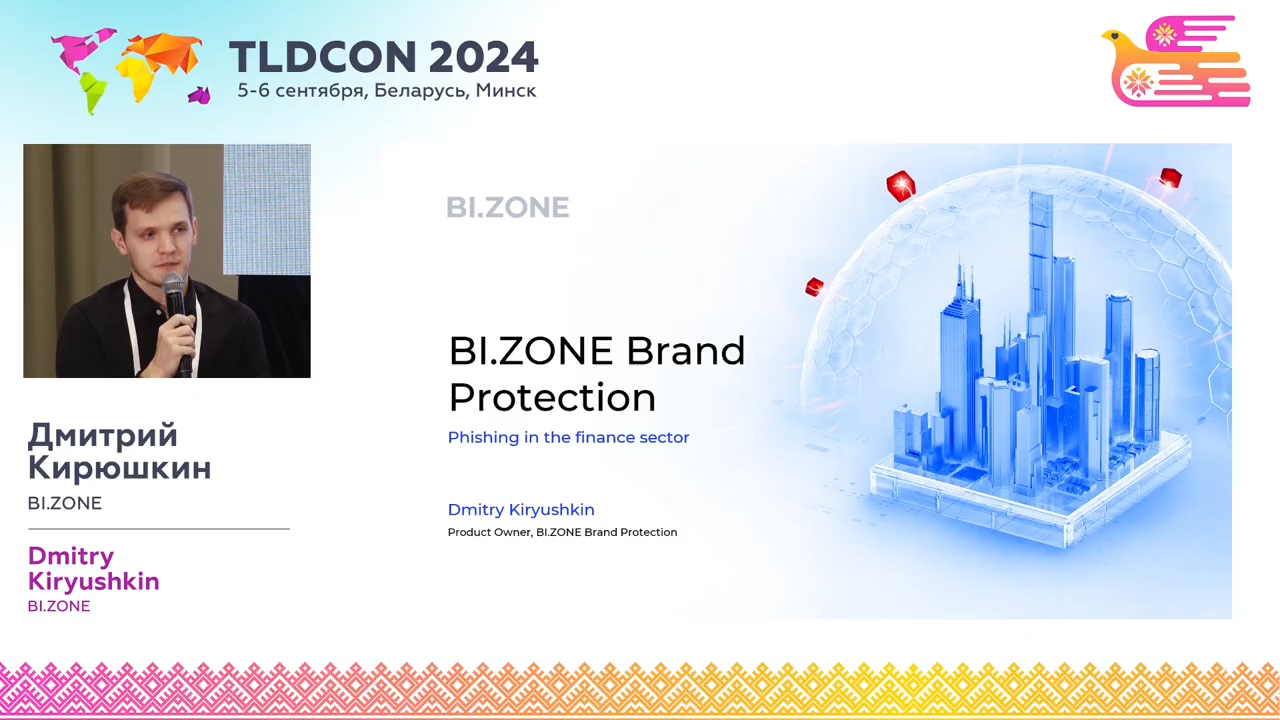 TLDCON 2024
5-6 сентября, Беларусь, Минск
Дмитрий
Кирюшкин
BI.ZONE
Dmitry
Kiryushkin
BI.ZONE
BI.ZONE
BI.ZONE Brand
Protection
Phishing in the finance sector
Dmitry Kiryushkin
Product Owner, BI.ZONE Brand Protection